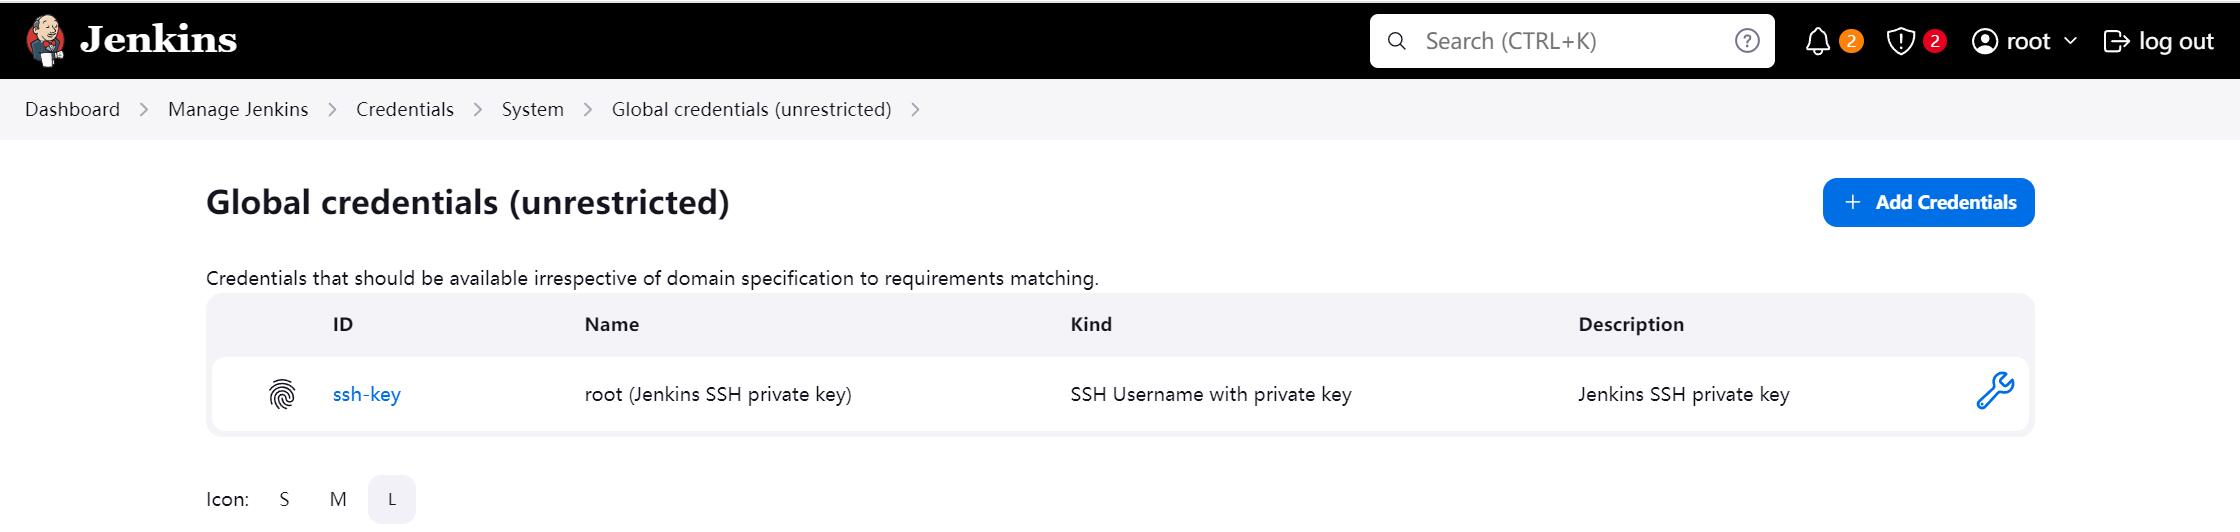 Jenkins
Search (CTRL+K)
2
2
root
log out
Dashboard
Manage Jenkins
Credentials
System
Global credentials (unrestricted)
Global credentials (unrestricted)
+ Add Credentials
Credentials that should be available irrespective of domain specification to requirements matching.
ID Name Kind Description
ssh-key root (Jenkins SSH private key) SSH Username with private key Jenkins SSH private key
Icon: S M L